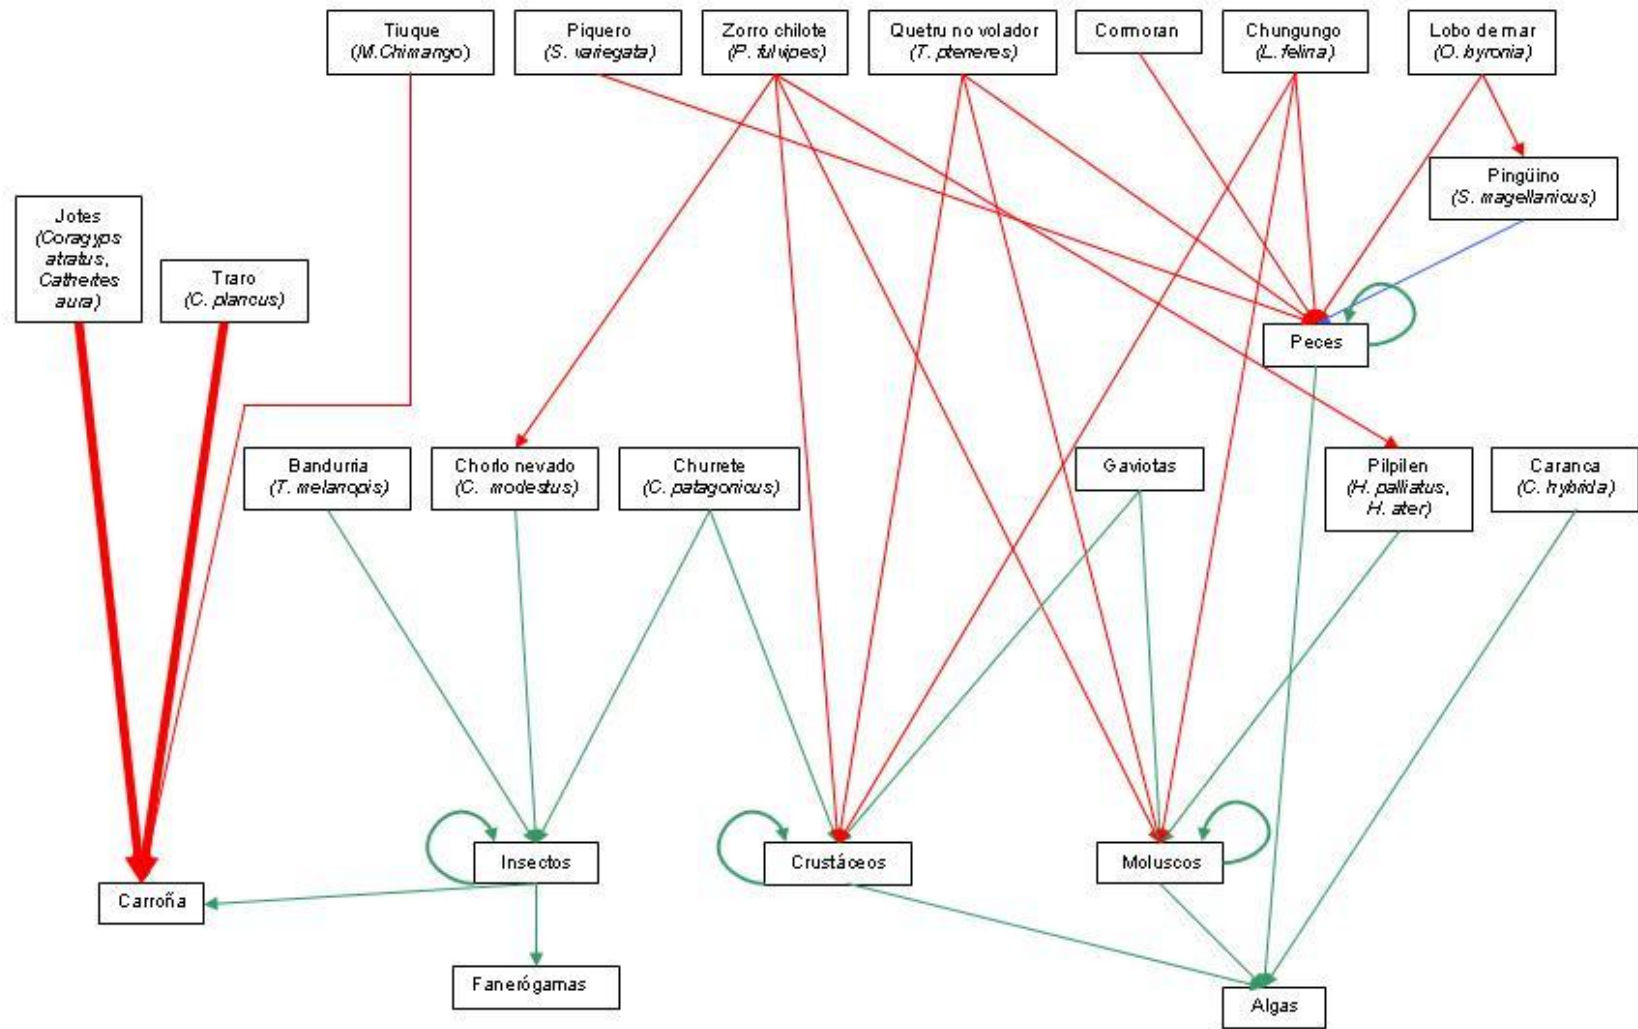 Tiuque
(M.Chimango)
Piquero
(S. variegata)
Zorro chilote
(P. fulvipes)
Quetru no volador
(T. pteneres)
Cormoran
Chungungo
(L. felina)
Lobo de mar
(O. byronia)
Pingüino
(S. magellanicus)
Jotes
(Coragyps
atratus,
Cathertes
aura)
Traro
(C. plancus)
Peces
Bandurria
(T. melanopis)
Chorlo nevado
(C. modestus)
Churrete
(C. patagonicus)
Gaviotas
Pilpilen
(H. palliatus,
H. ater)
Caranca
(C. hybrida)
Insectos
Crustáceos
Moluscos
Carroña
Fanerógamas
Algas